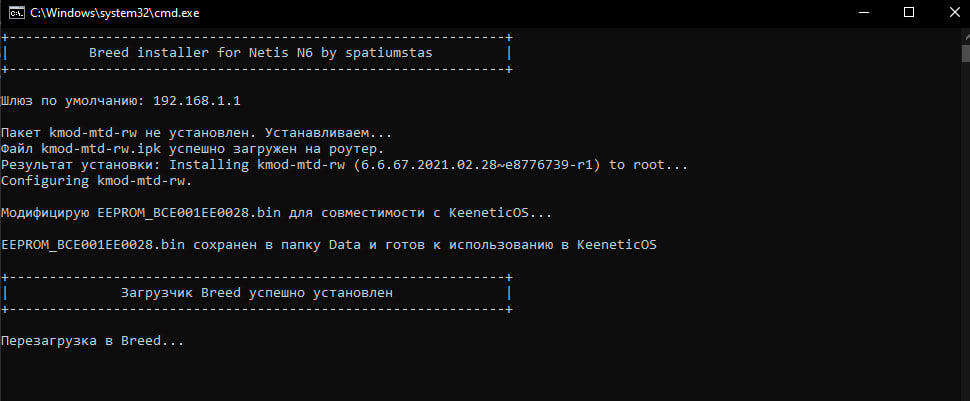 C:\Windows\system32\cmd.exe
+--------------------------------------------------------------+
| Breed installer for Netis N6 by spatiumstas |
+--------------------------------------------------------------+
Шлюз по умолчанию: 192.168.1.1
Пакет kmod-mtd-rw не установлен. Устанавливаем...
Файл kmod-mtd-rw.ipk успешно загружен на роутер.
Результат установки: Installing kmod-mtd-rw (6.6.67.2021.02.28~e8776739-r1) to root...
Configuring kmod-mtd-rw.
Модифицирую EEPROM_BCE001EE0028.bin для совместимости с KeeneticOS...
EEPROM_BCE001EE0028.bin сохранен в папку Data и готов к использованию в KeeneticOS
+--------------------------------------------------------------+
| Загрузчик Breed успешно установлен |
+--------------------------------------------------------------+
Перезагрузка в Breed...